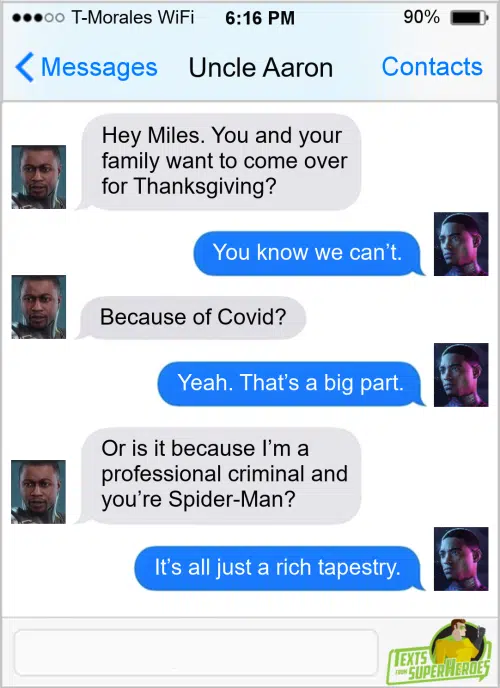 T-Morales WiFi 6:16 PM 90%
Messages Uncle Aaron Contacts
Hey Miles. You and your
family want to come over
for Thanksgiving?
You know we can’t.
Because of Covid?
Yeah. That’s a big part.
Or is it because I’m a
professional criminal and
you’re Spider-Man?
It’s all just a rich tapestry.
TEXTS
FROM SUPERHEROES